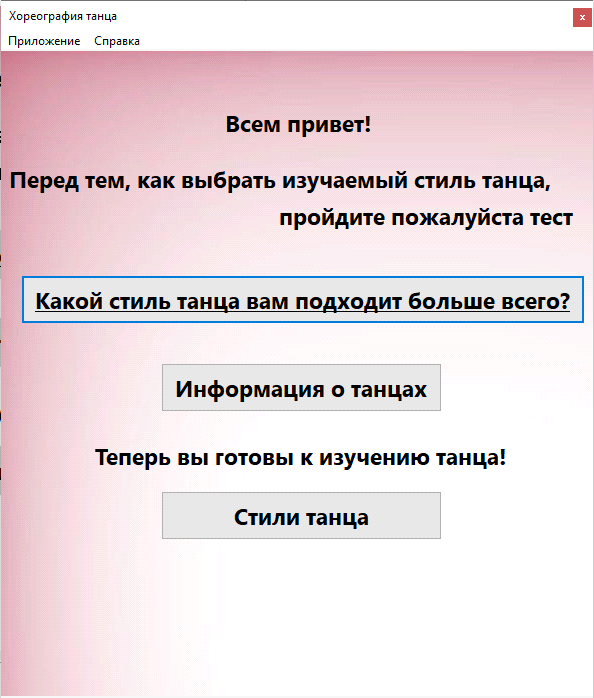 Хореография танца
x
Приложение Справка
Всем привет!
Перед тем, как выбрать изучаемый стиль танца,
пройдите пожалуйста тест
Какой стиль танца вам подходит больше всего?
Информация о танцах
Теперь вы готовы к изучению танца!
Стили танца